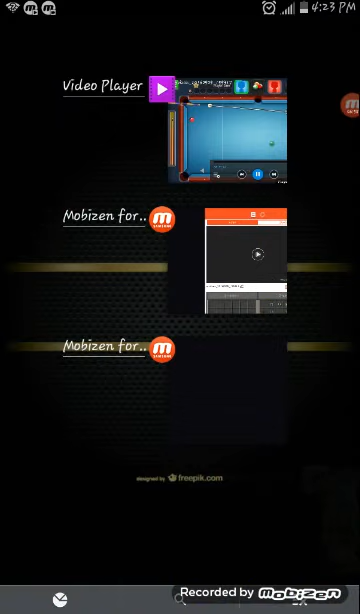 4:23 PM
Video Player
Mobizen for..
Mobizen for..
designed by freepik.com
Recorded by Mobizen